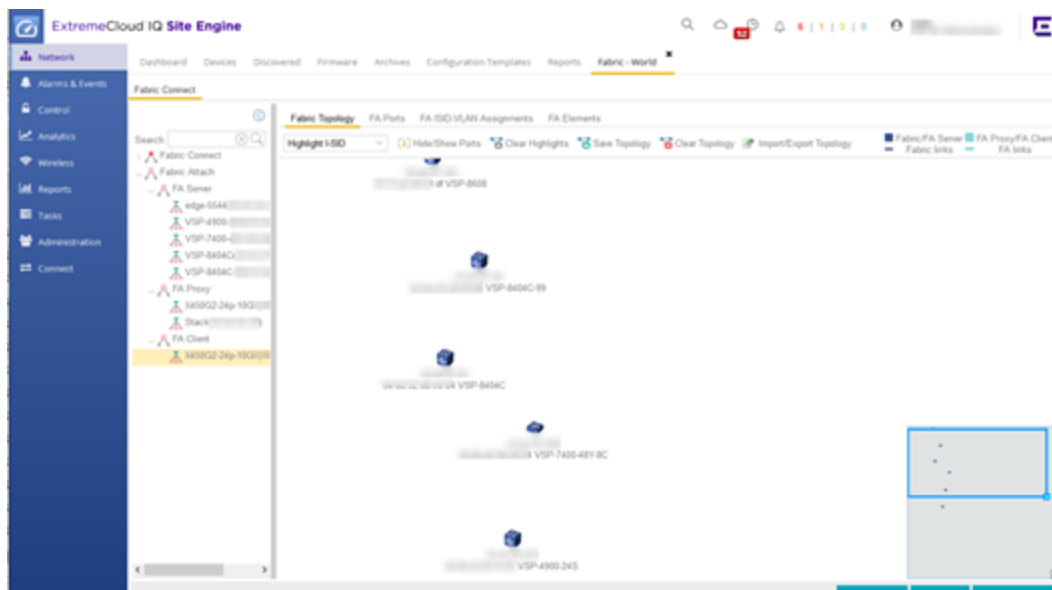 ExtremeCloud IQ Site Engine
52
6 | 1 | 3 | 0
Network
Alarms & Events
Control
Analytics
Wireless
Reports
Tasks
Administration
Connect
Dashboard Devices Discovered Firmware Archives Configuration Templates Reports Fabric - World
Fabric Connect
Search:
Fabric Connect
Fabric Attach
FA Server
edge-5544
VSP-4900-
VSP-7400-
VSP-8404C
VSP-8404C-
FA Proxy
X450G2-24p-10G
Stack
FA Client
X450G2-24p-10G
Fabric Topology FA Ports FA ISID-VLAN Assignments FA Elements
Highlight I-SID Hide/Show Ports Clear Highlights Save Topology Clear Topology Import/Export Topology
Fabric/FA Server FA Proxy/FA Client
Fabric links FA links
VSP-8608
VSP-8404C-99
VSP-8404C
VSP-7400-48Y-8C
VSP-4900-24S